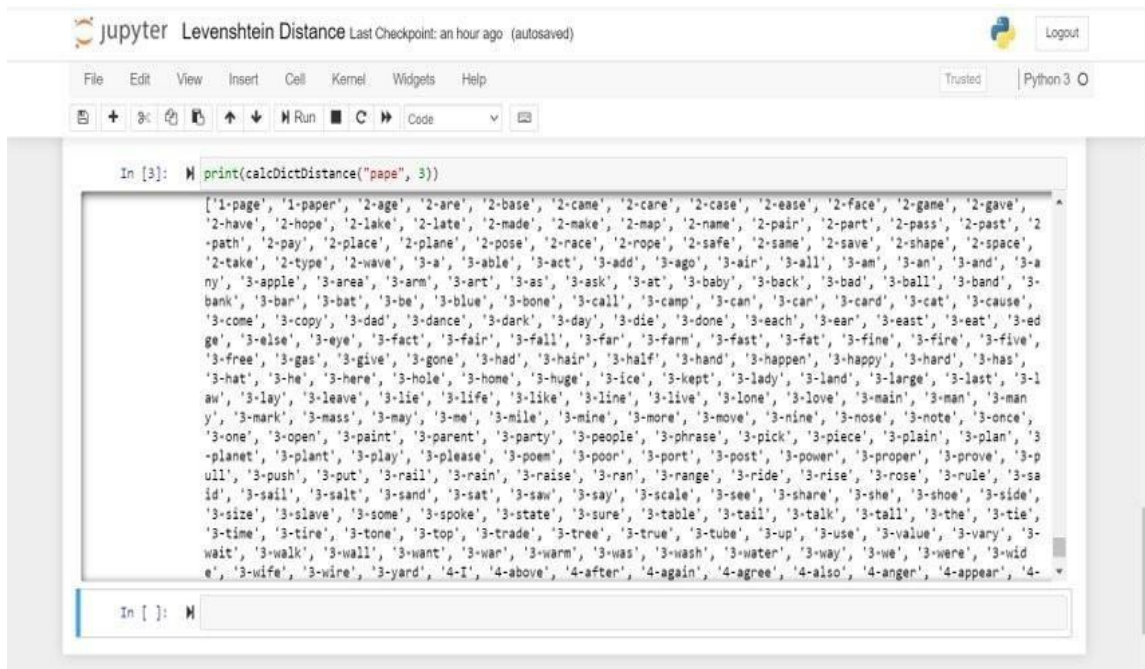 jupyter Levenshtein Distance Last Checkpoint: an hour ago (autosaved)
Logout
File Edit View Insert Cell Kernel Widgets Help
Trusted Python 3
Run Code
In [3]: print(calcDictDistance("pape", 3))
['1-page', '1-paper', '2-age', '2-are', '2-base', '2-came', '2-care', '2-case', '2-ease', '2-face', '2-game', '2-gave',
'2-have', '2-hope', '2-lake', '2-late', '2-made', '2-make', '2-map', '2-name', '2-pair', '2-part', '2-pass', '2-past', '2
-path', '2-pay', '2-place', '2-plane', '2-pose', '2-race', '2-rope', '2-safe', '2-same', '2-save', '2-shape', '2-space',
'2-take', '2-type', '2-wave', '3-a', '3-able', '3-act', '3-add', '3-ago', '3-air', '3-all', '3-am', '3-an', '3-and', '3-a
ny', '3-apple', '3-area', '3-arm', '3-art', '3-as', '3-ask', '3-at', '3-baby', '3-back', '3-bad', '3-ball', '3-band', '3-
bank', '3-bar', '3-bat', '3-be', '3-blue', '3-bone', '3-call', '3-camp', '3-can', '3-car', '3-card', '3-cat', '3-cause',
'3-come', '3-copy', '3-dad', '3-dance', '3-dark', '3-day', '3-die', '3-done', '3-each', '3-ear', '3-east', '3-eat', '3-ed
ge', '3-else', '3-eye', '3-fact', '3-fair', '3-fall', '3-far', '3-farm', '3-fast', '3-fat', '3-fine', '3-fire', '3-five',
'3-free', '3-gas', '3-give', '3-gone', '3-had', '3-hair', '3-half', '3-hand', '3-happen', '3-happy', '3-hard', '3-has',
'3-hat', '3-he', '3-here', '3-hole', '3-home', '3-huge', '3-ice', '3-kept', '3-lady', '3-land', '3-large', '3-last', '3-l
aw', '3-lay', '3-leave', '3-lie', '3-life', '3-like', '3-line', '3-live', '3-lone', '3-love', '3-main', '3-man', '3-man
y', '3-mark', '3-mass', '3-may', '3-me', '3-mile', '3-mine', '3-more', '3-move', '3-nine', '3-nose', '3-note', '3-once',
'3-one', '3-open', '3-paint', '3-parent', '3-party', '3-people', '3-phrase', '3-pick', '3-piece', '3-plain', '3-plan', '3
-planet', '3-plant', '3-play', '3-please', '3-poem', '3-poor', '3-port', '3-post', '3-power', '3-proper', '3-prove', '3-p
ull', '3-push', '3-put', '3-rail', '3-rain', '3-raise', '3-ran', '3-range', '3-ride', '3-rise', '3-rose', '3-rule', '3-sa
id', '3-sail', '3-salt', '3-sand', '3-sat', '3-saw', '3-say', '3-scale', '3-see', '3-share', '3-she', '3-shoe', '3-side',
'3-size', '3-slave', '3-some', '3-spoke', '3-state', '3-sure', '3-table', '3-tail', '3-talk', '3-tall', '3-the', '3-tie',
'3-time', '3-tire', '3-tone', '3-top', '3-trade', '3-tree', '3-true', '3-tube', '3-up', '3-use', '3-value', '3-vary', '3-
wait', '3-walk', '3-wall', '3-want', '3-war', '3-warm', '3-was', '3-wash', '3-water', '3-way', '3-we', '3-were', '3-wid
e', '3-wife', '3-wire', '3-yard', '4-I', '4-above', '4-after', '4-again', '4-agree', '4-also', '4-anger', '4-appear', '4-
In [ ]: